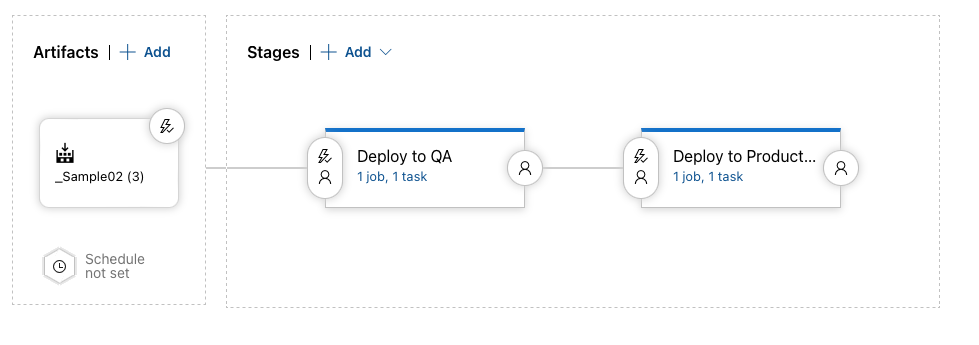 Artifacts | + Add
Stages | + Add
_Sample02 (3)
Schedule
not set
Deploy to QA
1 job, 1 task
Deploy to Product...
1 job, 1 task